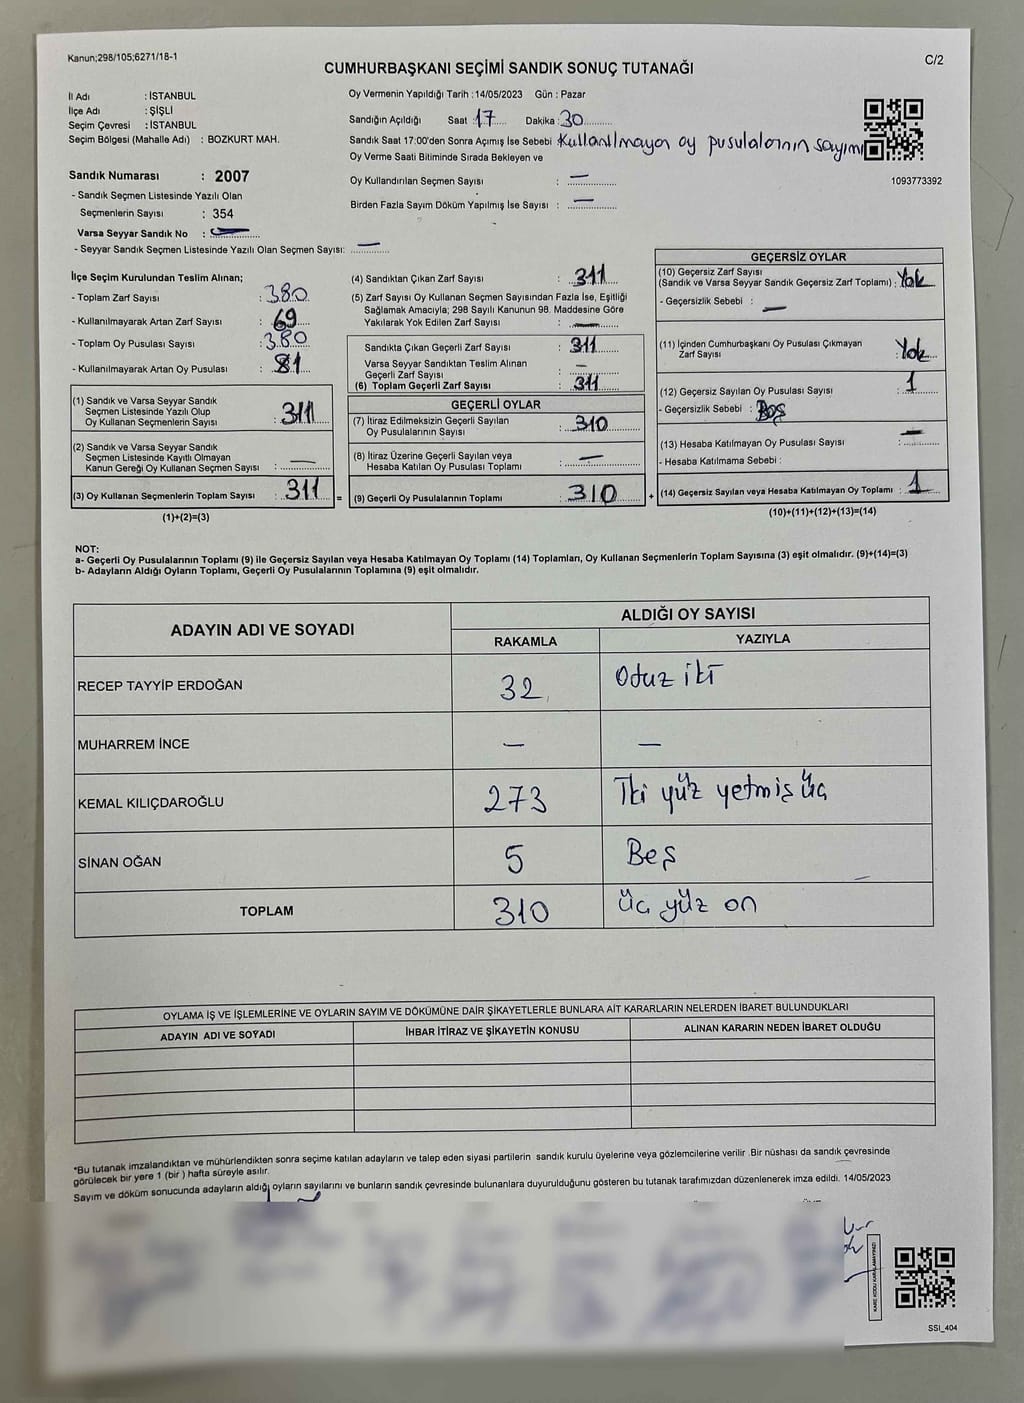 Kanun;298/105;6271/18-1
C/2
CUMHURBAŞKANI SEÇİMİ SANDIK SONUÇ TUTANAĞI
İl Adı : İSTANBUL
İlçe Adı : ŞİŞLİ
Seçim Çevresi : İSTANBUL
Seçim Bölgesi (Mahalle Adı) : BOZKURT MAH.
Sandık Numarası : 2007
- Sandık Seçmen Listesinde Yazılı Olan
Seçmenlerin Sayısı : 354
Varsa Seyyar Sandık No :
- Seyyar Sandık Seçmen Listesinde Yazılı Olan Seçmen Sayısı: —
Oy Vermenin Yapıldığı Tarih :14/05/2023 Gün : Pazar
Sandığın Açıldığı Saat :17 Dakika :30
Sandık Saat 17:00'den Sonra Açımış İse Sebebi Kullanılmayan oy pusulalarının sayımı
Oy Verme Saati Bitiminde Sırada Bekleyen ve
Oy Kullandırılan Seçmen Sayısı : —
Birden Fazla Sayım Döküm Yapılmış İse Sayısı : —
1093773392
İlçe Seçim Kurulundan Teslim Alınan;
- Toplam Zarf Sayısı : 380
- Kullanılmayarak Artan Zarf Sayısı : 69
- Toplam Oy Pusulası Sayısı : 380
- Kullanılmayarak Artan Oy Pusulası : 81
(1) Sandık ve Varsa Seyyar Sandık
Seçmen Listesinde Yazılı Olup
Oy Kullanan Seçmenlerin Sayısı : 311
(2) Sandık ve Varsa Seyyar Sandık
Seçmen Listesinde Kayıtlı Olmayan
Kanun Gereği Oy Kullanan Seçmen Sayısı : —
(3) Oy Kullanan Seçmenlerin Toplam Sayısı : 311 =
(1)+(2)=(3)
(4) Sandıktan Çıkan Zarf Sayısı : 311
(5) Zarf Sayısı Oy Kullanan Seçmen Sayısından Fazla İse, Eşitliği
Sağlamak Amacıyla; 298 Sayılı Kanunun 98. Maddesine Göre
Yakılarak Yok Edilen Zarf Sayısı : —
Sandıkta Çıkan Geçerli Zarf Sayısı : 311
Varsa Seyyar Sandıktan Teslim Alınan
Geçerli Zarf Sayısı : —
(6) Toplam Geçerli Zarf Sayısı : 311
GEÇERLİ OYLAR
(7) İtiraz Edilmeksizin Geçerli Sayılan
Oy Pusulalarının Sayısı : 310
(8) İtiraz Üzerine Geçerli Sayılan veya
Hesaba Katılan Oy Pusulası Toplamı : —
(9) Geçerli Oy Pusulalarının Toplamı : 310 +
GEÇERSİZ OYLAR
(10) Geçersiz Zarf Sayısı
(Sandık ve Varsa Seyyar Sandık Geçersiz Zarf Toplamı) : Yok
- Geçersizlik Sebebi : —
(11) İçinden Cumhurbaşkanı Oy Pusulası Çıkmayan
Zarf Sayısı : Yok
(12) Geçersiz Sayılan Oy Pusulası Sayısı : 1
- Geçersizlik Sebebi : Boş
(13) Hesaba Katılmayan Oy Pusulası Sayısı : —
- Hesaba Katılmama Sebebi :
(14) Geçersiz Sayılan veya Hesaba Katılmayan Oy Toplamı : 1
(10)+(11)+(12)+(13)=(14)
NOT:
a- Geçerli Oy Pusulalarının Toplamı (9) ile Geçersiz Sayılan veya Hesaba Katılmayan Oy Toplamı (14) Toplamları, Oy Kullanan Seçmenlerin Toplam Sayısına (3) eşit olmalıdır. (9)+(14)=(3)
b- Adayların Aldığı Oyların Toplamı, Geçerli Oy Pusulalarının Toplamına (9) eşit olmalıdır.
ADAYIN ADI VE SOYADI
ALDIĞI OY SAYISI
RAKAMLA YAZIYLA
RECEP TAYYİP ERDOĞAN 32 Otuz iki
MUHARREM İNCE — —
KEMAL KILIÇDAROĞLU 273 İki yüz yetmiş üç
SİNAN OĞAN 5 Beş
TOPLAM 310 üç yüz on
OYLAMA İŞ VE İŞLEMLERİNE VE OYLARIN SAYIM VE DÖKÜMÜNE DAİR ŞİKAYETLERLE BUNLARA AİT KARARLARIN NELERDEN İBARET BULUNDUKLARI
ADAYIN ADI VE SOYADI İHBAR İTİRAZ VE ŞİKAYETİN KONUSU ALINAN KARARIN NEDEN İBARET OLDUĞU
*Bu tutanak imzalandıktan ve mühürlendikten sonra seçime katılan adayların ve talep eden siyasi partilerin sandık kurulu üyelerine veya gözlemcilerine verilir .Bir nüshası da sandık çevresinde
görülecek bir yere 1 (bir ) hafta süreyle asılır.
Sayım ve döküm sonucunda adayların aldığı oyların sayılarını ve bunların sandık çevresinde bulunanlara duyurulduğunu gösteren bu tutanak tarafımızdan düzenlenerek imza edildi. 14/05/2023
KARE KODU KARALAMAYINIZ!
SSI_404